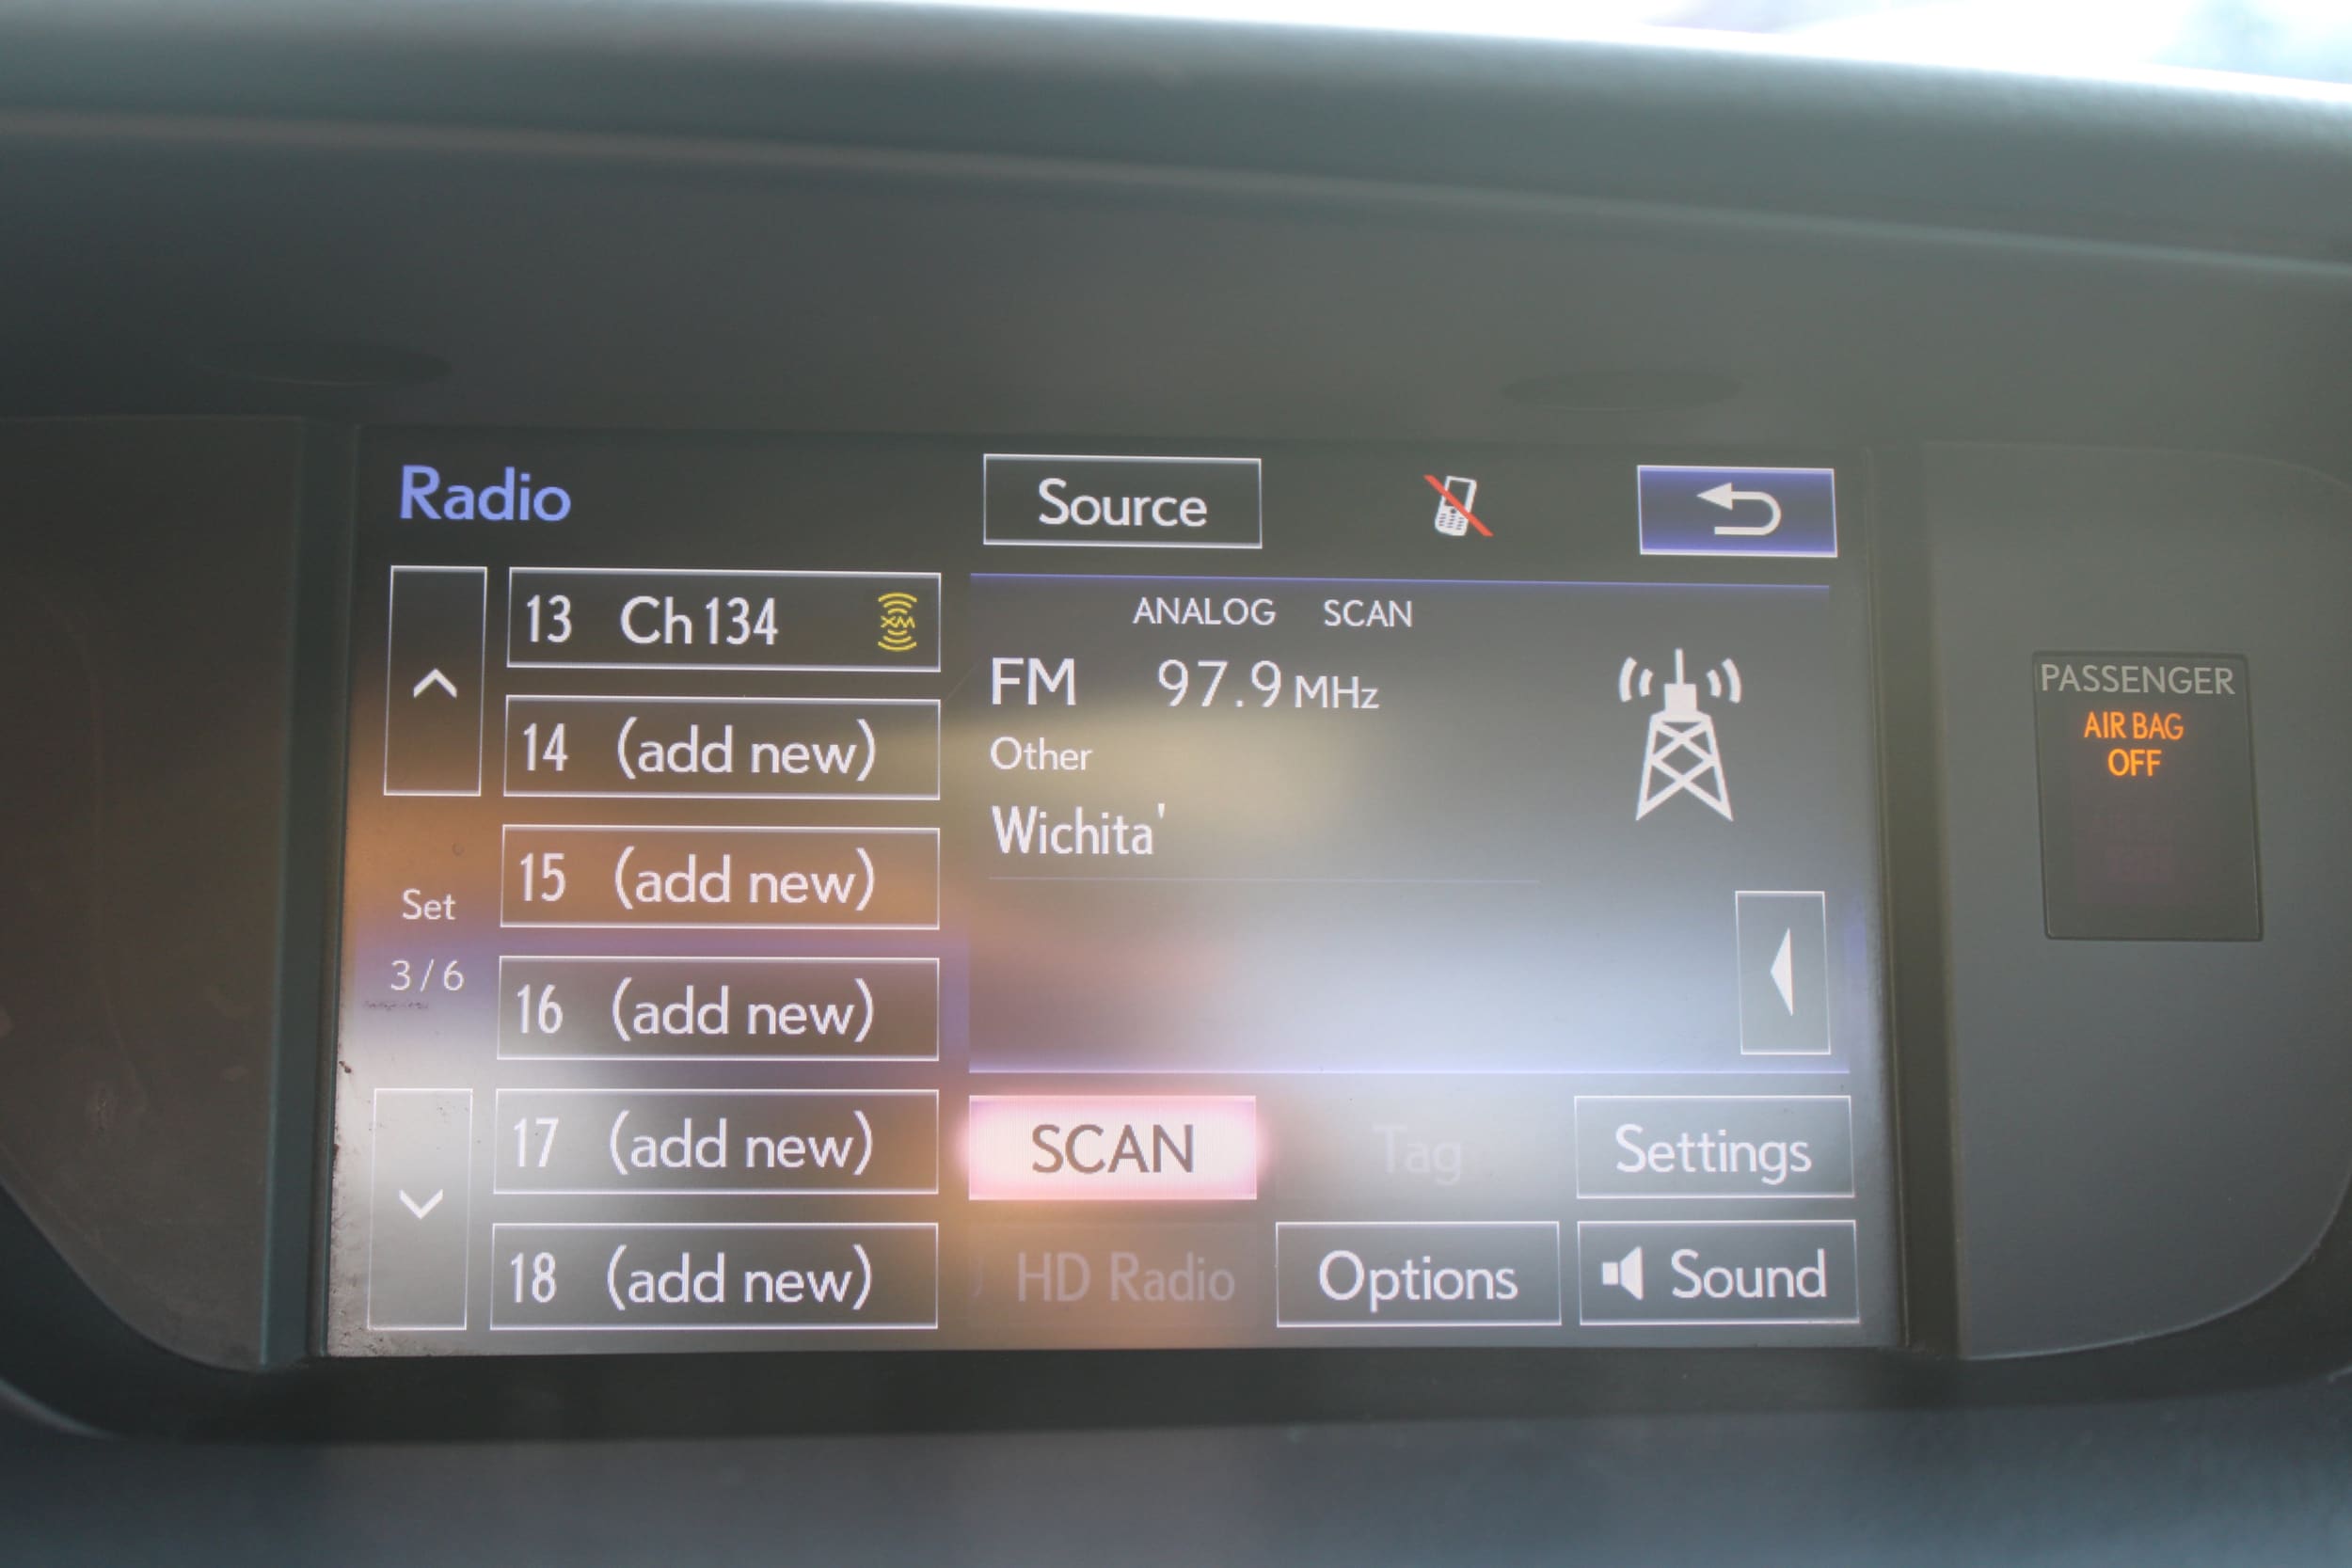 Radio
Source
13 Ch 134 XM
14 (add new)
15 (add new)
16 (add new)
17 (add new)
18 (add new)
Set
3/6
ANALOG SCAN
FM 97.9 MHz
Other
Wichita'
SCAN
Tag
Settings
HD Radio
Options
Sound
PASSENGER
AIR BAG
OFF